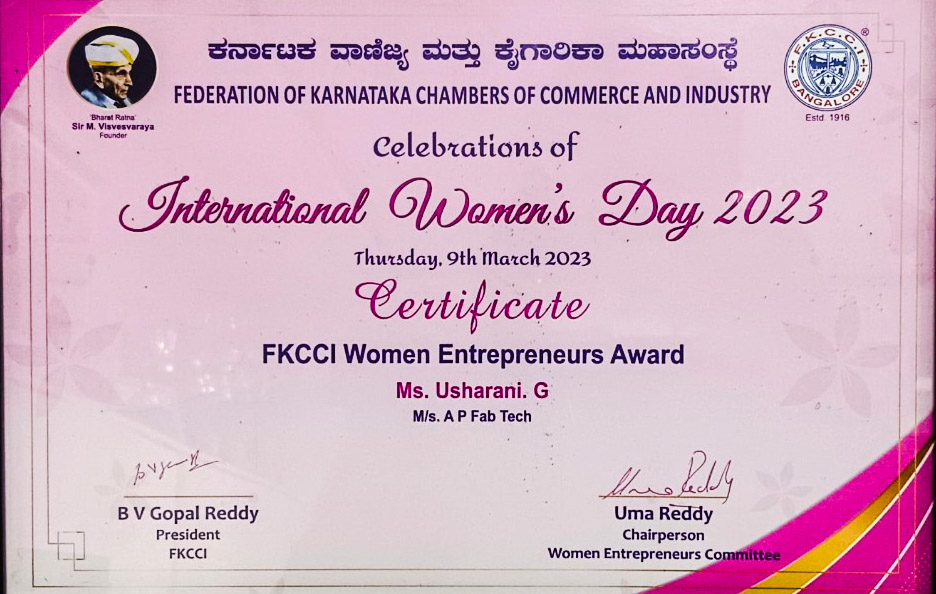 ಕರ್ನಾಟಕ ವಾಣಿಜ್ಯ ಮತ್ತು ಕೈಗಾರಿಕಾ ಮಹಾಸಂಸ್ಥೆ
FEDERATION OF KARNATAKA CHAMBERS OF COMMERCE AND INDUSTRY
'Bharat Ratna'
Sir M. Visvesvaraya
Founder
F.K.C.C.I
BANGALORE
®
Estd 1916
Celebrations of
International Women's Day 2023
Thursday, 9th March 2023
Certificate
FKCCI Women Entrepreneurs Award
Ms. Usharani. G
M/s. A P Fab Tech
Uma Reddy
B V Gopal Reddy
President
FKCCI
Uma Reddy
Chairperson
Women Entrepreneurs Committee